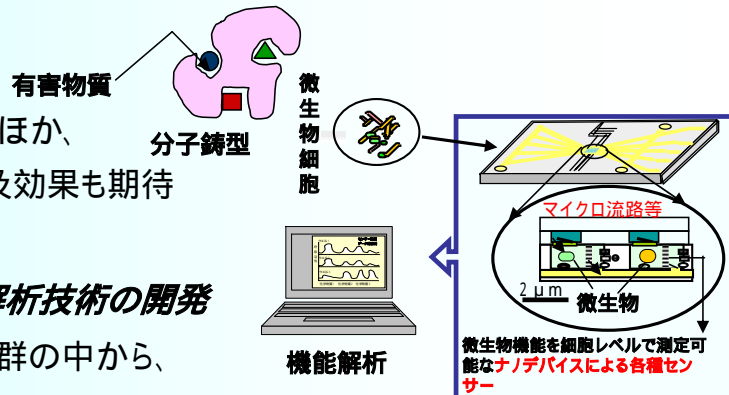 有害物質
ほか、
分子鋳型
微生物細胞
及効果も期待
マイクロ流路等
2μm
微生物
解析技術の開発
群の中から、
機能解析
微生物機能を細胞レベルで測定可
能なナノデバイスによる各種セン
サー